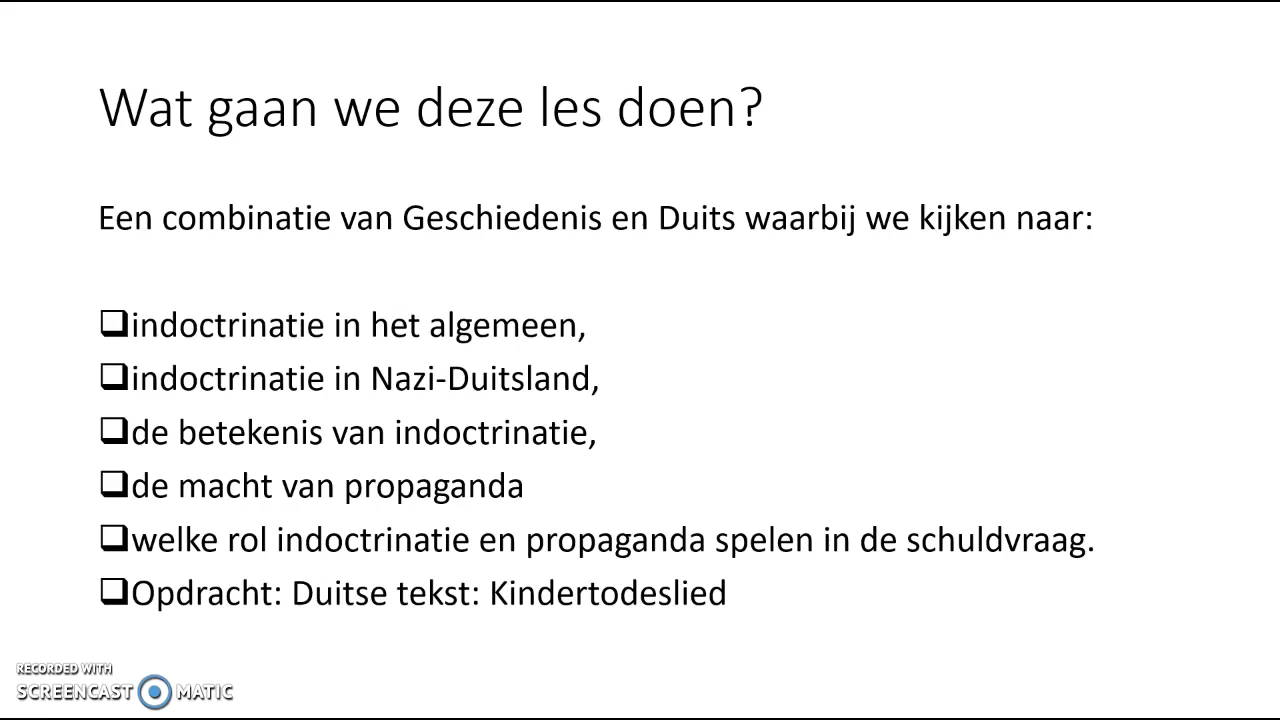 Wat gaan we deze les doen?
Een combinatie van Geschiedenis en Duits waarbij we kijken naar:
❑indoctrinatie in het algemeen,
❑indoctrinatie in Nazi-Duitsland,
❑de betekenis van indoctrinatie,
❑de macht van propaganda
❑welke rol indoctrinatie en propaganda spelen in de schuldvraag.
❑Opdracht: Duitse tekst: Kindertodeslied
RECORDED WITH
SCREENCAST MATIC